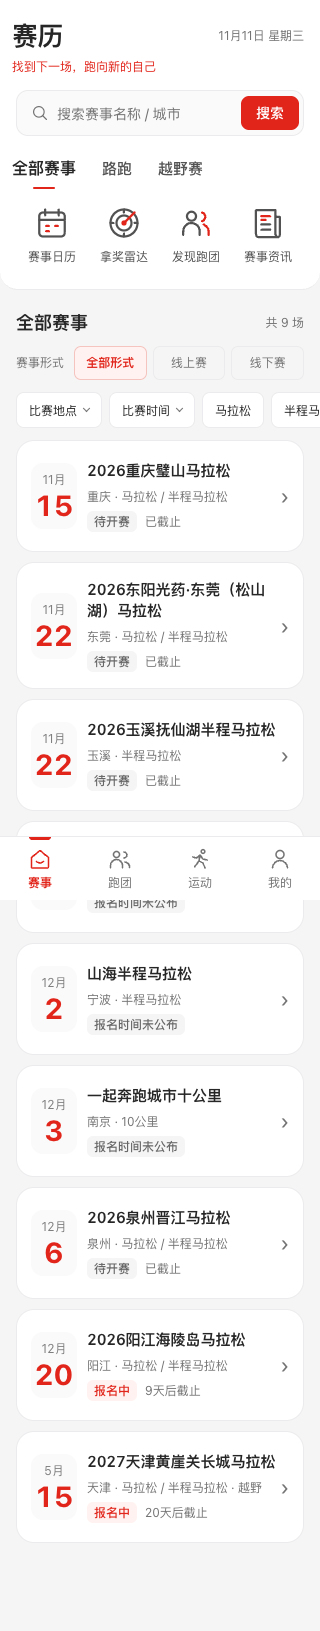 赛历
11月11日 星期三
找到下一场，跑向新的自己
搜索赛事名称 / 城市
搜索
全部赛事 路跑 越野赛
赛事日历 拿奖雷达 发现跑团 赛事资讯
全部赛事
共 9 场
赛事形式 全部形式 线上赛 线下赛
比赛地点 比赛时间 马拉松 半程马
11月
15
2026重庆璧山马拉松
重庆 · 马拉松 / 半程马拉松
待开赛 已截止
11月
22
2026东阳光药·东莞（松山
湖）马拉松
东莞 · 马拉松 / 半程马拉松
待开赛 已截止
11月
22
2026玉溪抚仙湖半程马拉松
玉溪 · 半程马拉松
待开赛 已截止
赛事 跑团 运动 我的
报名时间未公布
12月
2
山海半程马拉松
宁波 · 半程马拉松
报名时间未公布
12月
3
一起奔跑城市十公里
南京 · 10公里
报名时间未公布
12月
6
2026泉州晋江马拉松
泉州 · 马拉松 / 半程马拉松
待开赛 已截止
12月
20
2026阳江海陵岛马拉松
阳江 · 马拉松 / 半程马拉松
报名中 9天后截止
5月
15
2027天津黄崖关长城马拉松
天津 · 马拉松 / 半程马拉松 · 越野
报名中 20天后截止